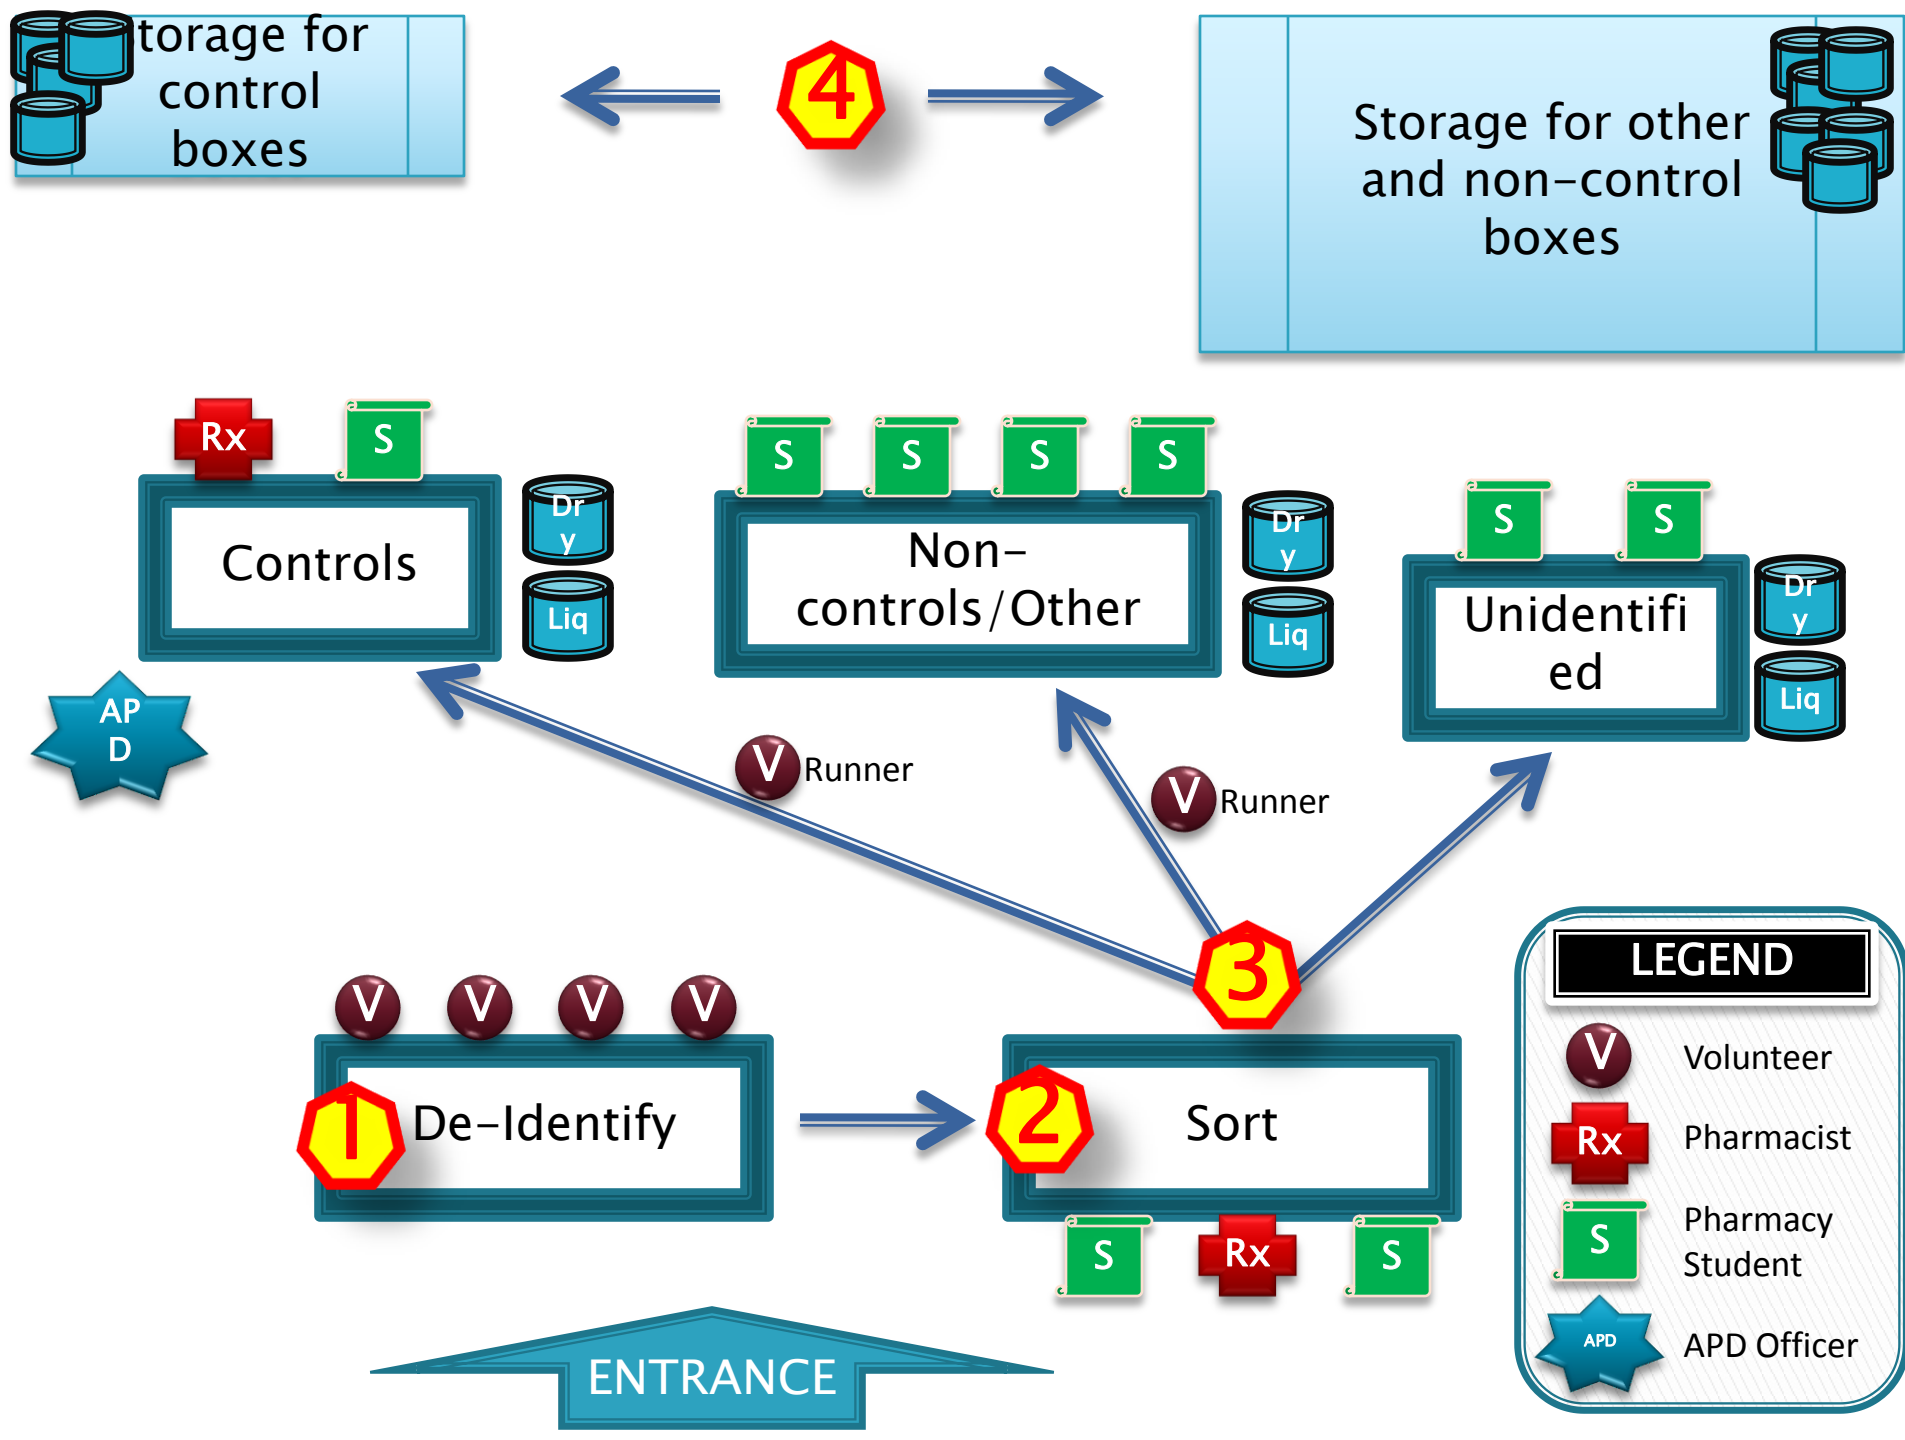 torage for
control
boxes
4
Storage for other
and non-control
boxes
Rx
S
Controls
Dr
y
Liq
S
S
S
S
Non-
controls/Other
Dr
y
Liq
S
S
Unidentifi
ed
Dr
y
Liq
AP
D
V Runner
V Runner
3
V
V
V
V
1
De-Identify
2
Sort
S
Rx
S
ENTRANCE
LEGEND
V Volunteer
Rx Pharmacist
S Pharmacy
Student
APD APD Officer